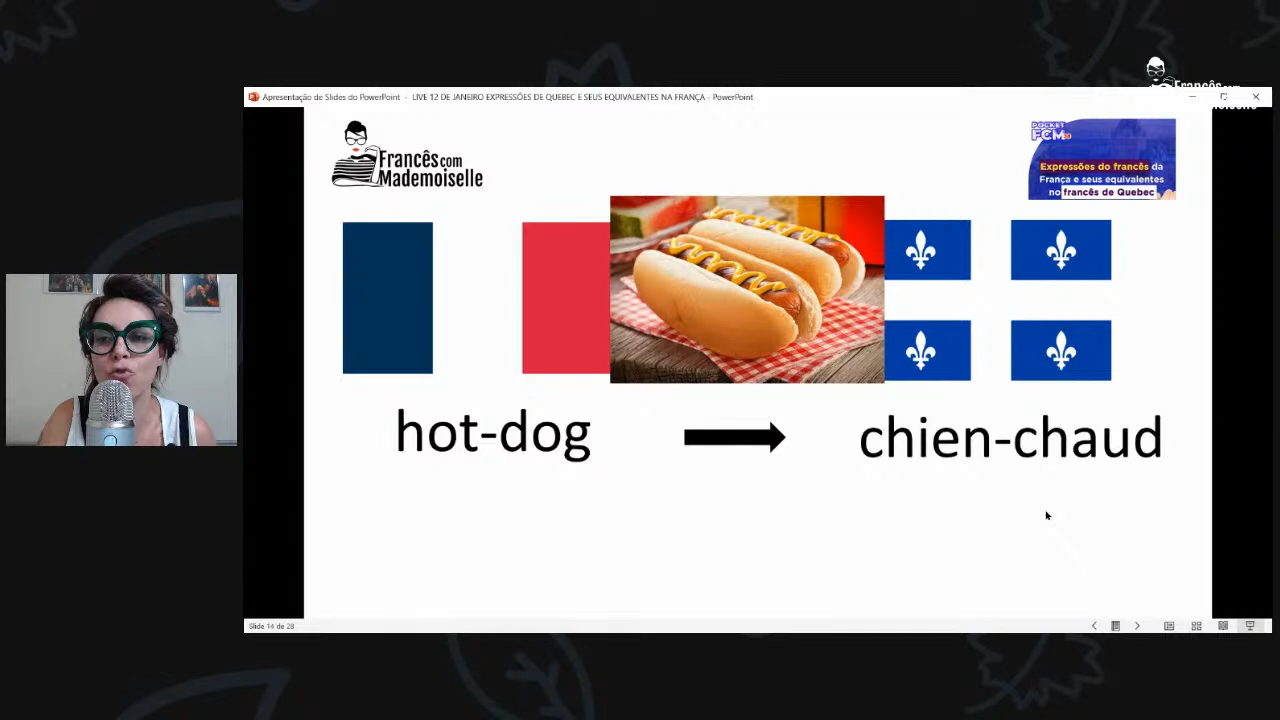 Francês
Mademoiselle
Apresentação de Slides do PowerPoint - LIVE 12 DE JANEIRO EXPRESSÕES DE QUEBEC E SEUS EQUIVALENTES NA FRANÇA - PowerPoint
Francês com
Mademoiselle
POCKET
FCM
Expressões do francês da
França e seus equivalentes
no francês de Quebec
hot-dog
chien-chaud
Slide 14 de 28